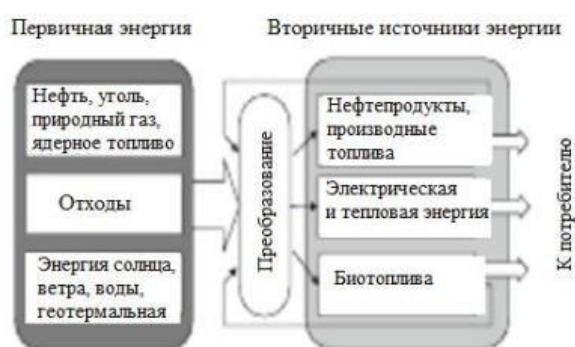 Первичная энергия
Вторичные источники энергии
Нефть, уголь,
природный газ,
ядерное топливо
Отходы
Энергия солнца,
ветра, воды,
геотермальная
Преобразование
Нефтепродукты,
производные
топлива
Электрическая
и тепловая энергия
Биотоплива
К потребителю